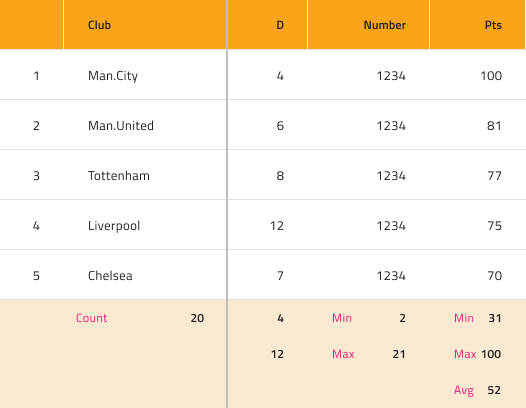 Club D Number Pts
1 Man.City 4 1234 100
2 Man.United 6 1234 81
3 Tottenham 8 1234 77
4 Liverpool 12 1234 75
5 Chelsea 7 1234 70
Count 20 4 Min 2 Min 31
12 Max 21 Max 100
Avg 52